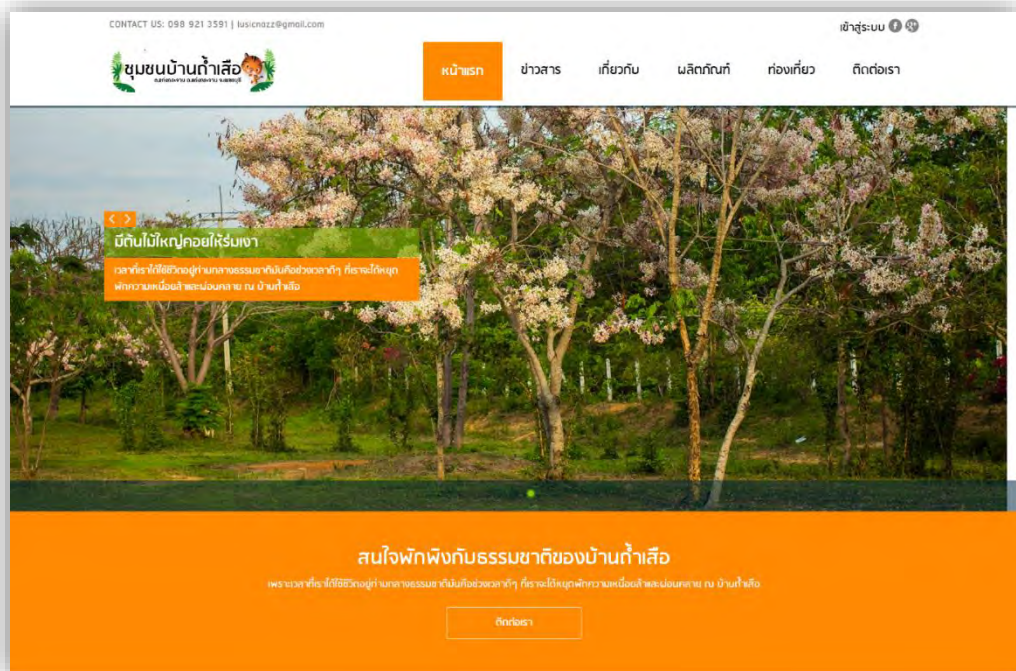 CONTACT US: 098 921 3591 | lusicnazz@gmail.com
เข้าสู่ระบบ
ชุมชนบ้านถ้ำเสือ
หน้าแรก ข่าวสาร เกี่ยวกับ ผลิตภัณฑ์ ท่องเที่ยว ติดต่อเรา
มีต้นไม้ใหญ่คอยให้ร่มเงา
เวลาที่เราได้ใช้ชีวิตอยู่ท่ามกลางธรรมชาติมันคือช่วงเวลาดีๆ ที่เราจะได้หยุด
พักความเหนื่อยล้าและผ่อนคลาย ณ บ้านถ้ำเสือ
สนใจพักพิงกับธรรมชาติของบ้านถ้ำเสือ
เพราะเวลาที่เราได้ใช้ชีวิตอยู่ท่ามกลางธรรมชาติมันคือช่วงเวลาดีๆ ที่เราจะได้หยุดพักความเหนื่อยล้าและผ่อนคลาย ณ บ้านถ้ำเสือ
ติดต่อเรา